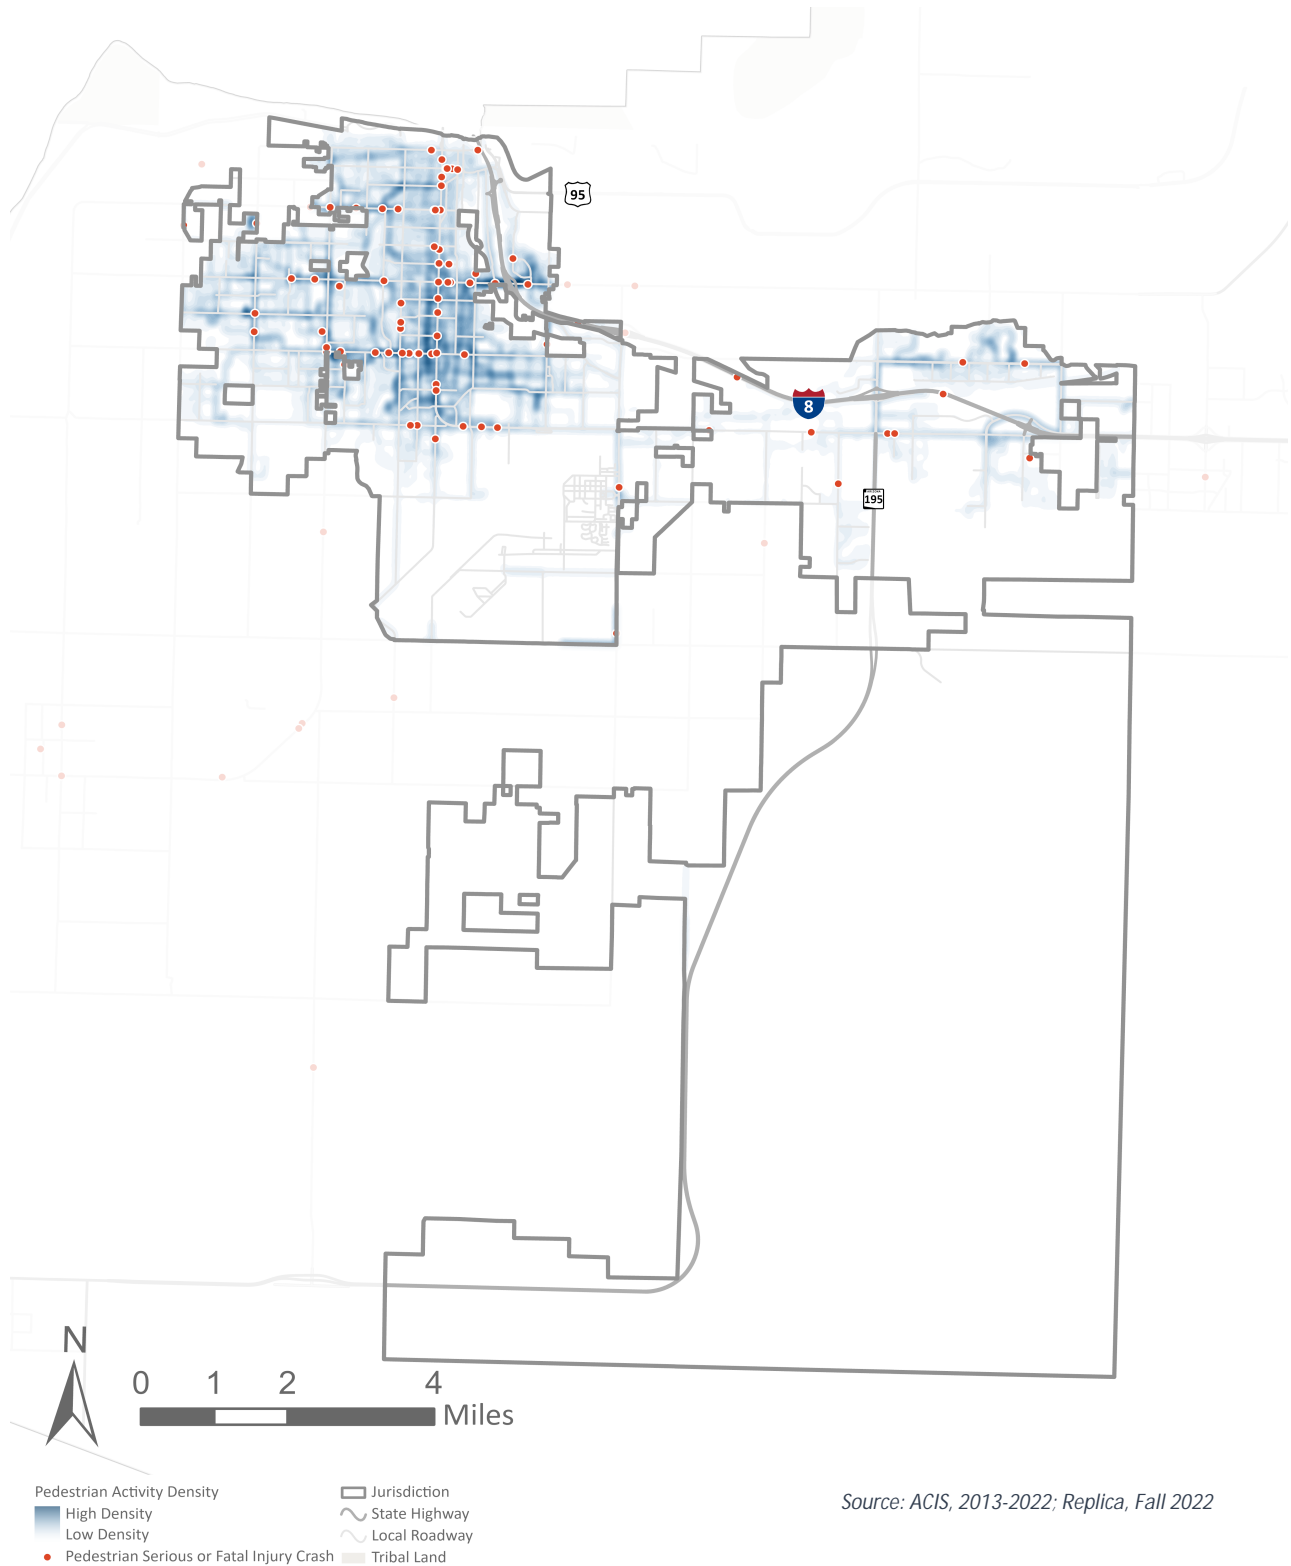 95
8
195
N
0 1 2 4
Miles
Pedestrian Activity Density
High Density
Low Density
Pedestrian Serious or Fatal Injury Crash
Jurisdiction
State Highway
Local Roadway
Tribal Land
Source: ACIS, 2013-2022; Replica, Fall 2022